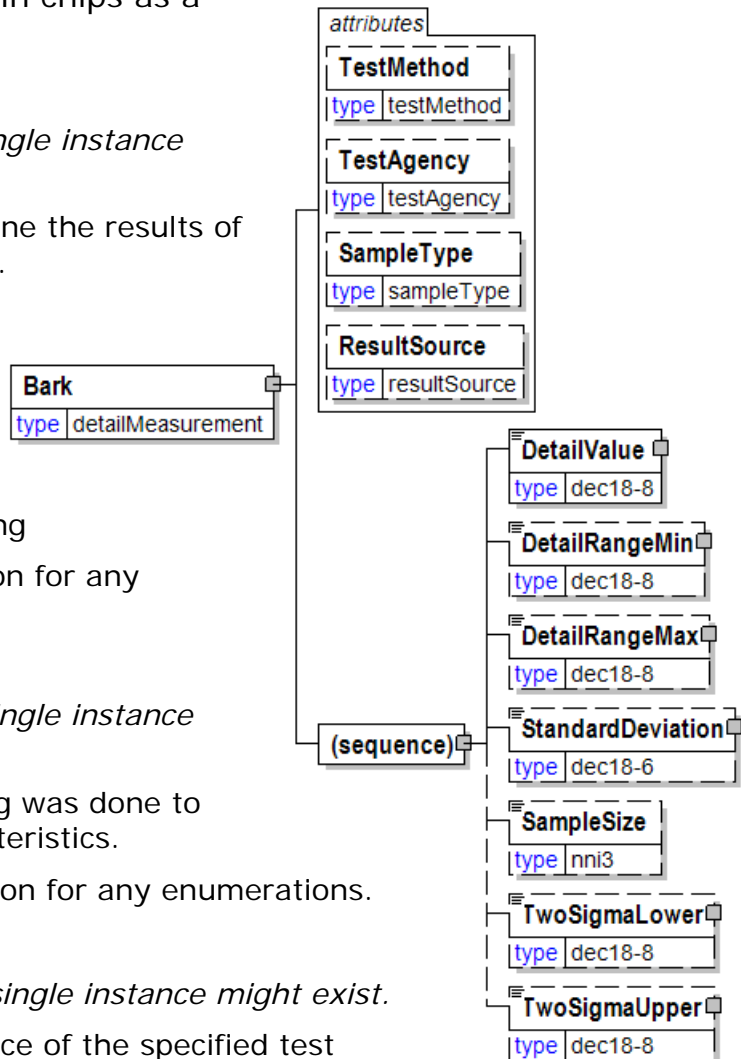 in chips as a
ngle instance
ne the results of
.
ng
on for any
ingle instance
g was done to
teristics.
on for any enumerations.
single instance might exist.
ce of the specified test
attributes
TestMethod
type testMethod
TestAgency
type testAgency
SampleType
type sampleType
ResultSource
type resultSource
Bark
type detailMeasurement
(sequence)
DetailValue
type dec18-8
DetailRangeMin
type dec18-8
DetailRangeMax
type dec18-8
StandardDeviation
type dec18-6
SampleSize
type nni3
TwoSigmaLower
type dec18-8
TwoSigmaUpper
type dec18-8